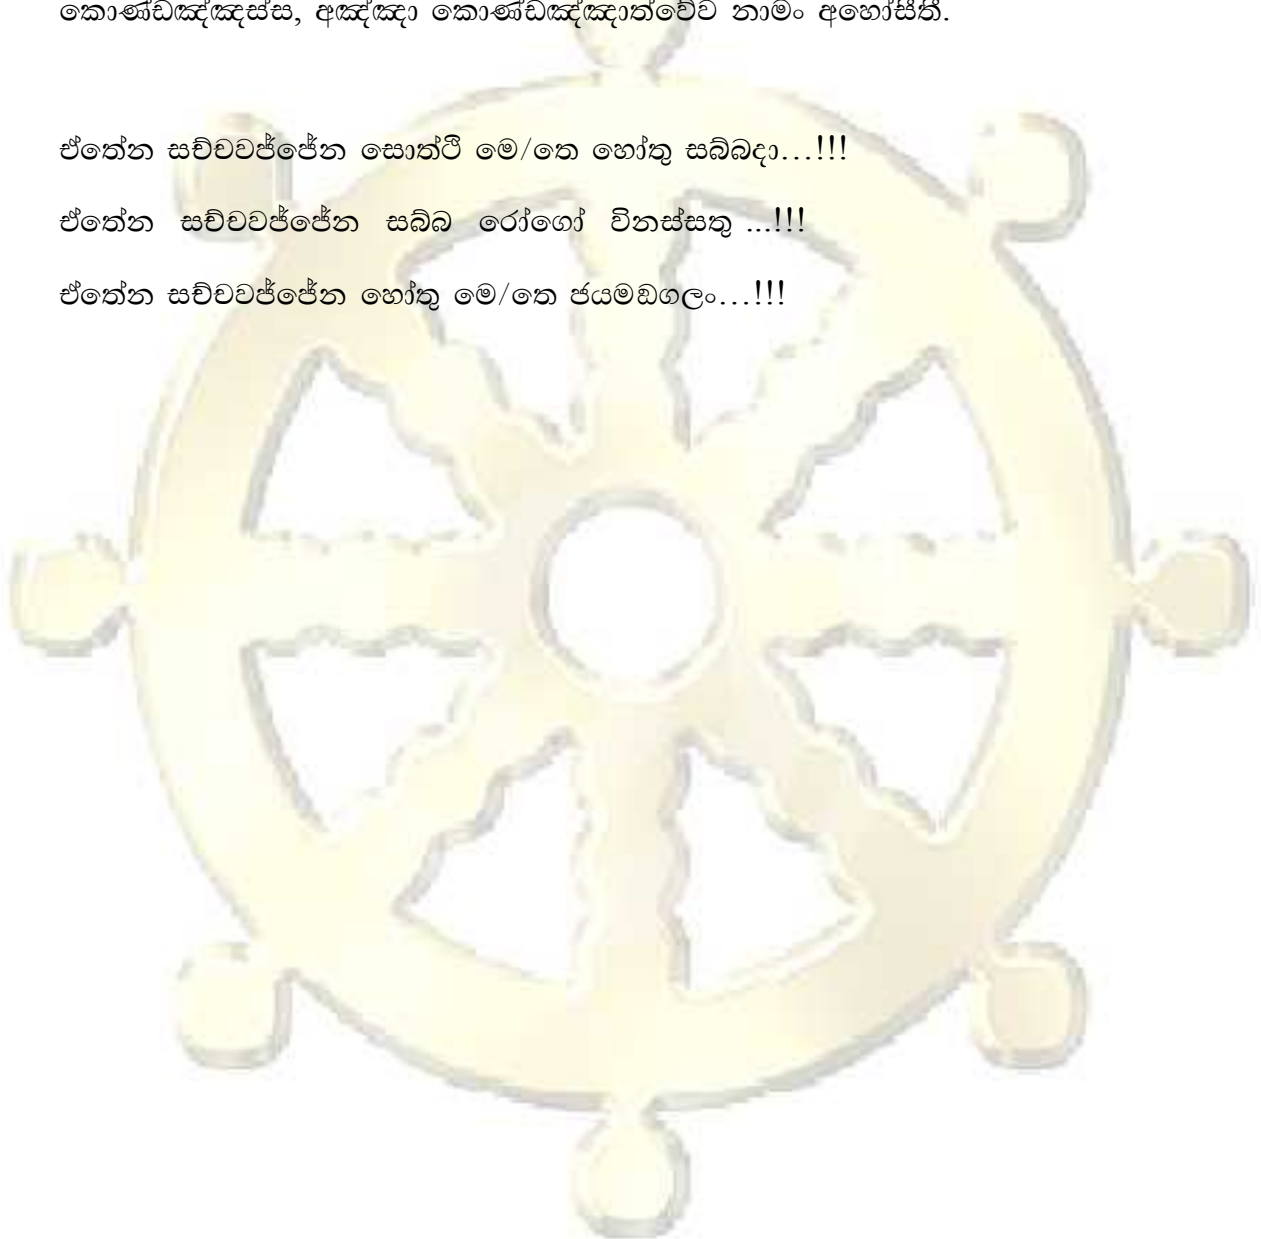 කොණ්ඩඤ්ඤස්ස, අඤ්ඤා කොණ්ඩඤ්ඤාත්වේව නාමං අහෝසීති.
ඒතේන සච්චවජ්ජේන සොත්ථි මෙ/තෙ හෝතු සබ්බදා...!!!
ඒතේන සච්චවජ්ජේන සබ්බ රෝගෝ විනස්සතු ...!!!
ඒතේන සච්චවජ්ජේන හෝතු මෙ/තෙ ජයමඞගලං...!!!